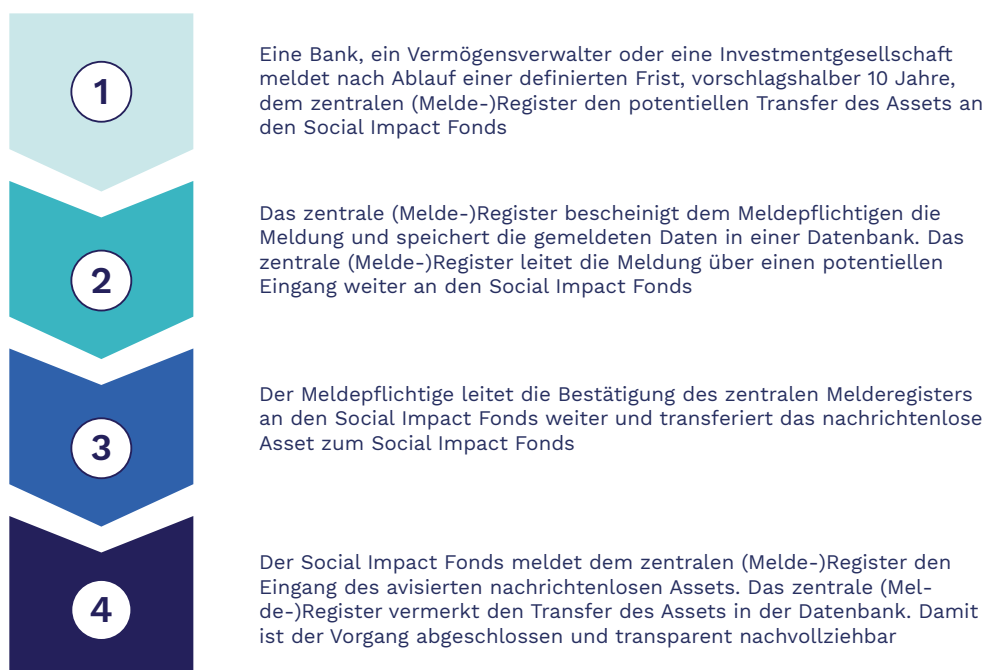 1
Eine Bank, ein Vermögensverwalter oder eine Investmentgesellschaft
meldet nach Ablauf einer definierten Frist, vorschlagshalber 10 Jahre,
dem zentralen (Melde-)Register den potentiellen Transfer des Assets an
den Social Impact Fonds
2
Das zentrale (Melde-)Register bescheinigt dem Meldepflichtigen die
Meldung und speichert die gemeldeten Daten in einer Datenbank. Das
zentrale (Melde-)Register leitet die Meldung über einen potentiellen
Eingang weiter an den Social Impact Fonds
3
Der Meldepflichtige leitet die Bestätigung des zentralen Melderegisters
an den Social Impact Fonds weiter und transferiert das nachrichtenlose
Asset zum Social Impact Fonds
4
Der Social Impact Fonds meldet dem zentralen (Melde-)Register den
Eingang des avisierten nachrichtenlosen Assets. Das zentrale (Mel-
de-)Register vermerkt den Transfer des Assets in der Datenbank. Damit
ist der Vorgang abgeschlossen und transparent nachvollziehbar